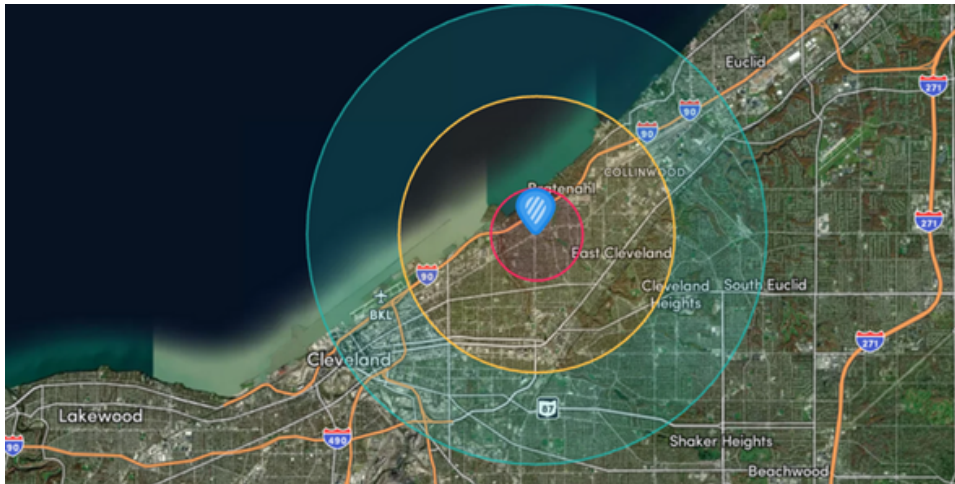 Euclid
271
90
90
COLLINWOOD
Bratenahl
271
East Cleveland
90
Cleveland
Heights
South Euclid
BKL
271
Cleveland
Lakewood
87
90
490
Shaker Heights
Beachwood